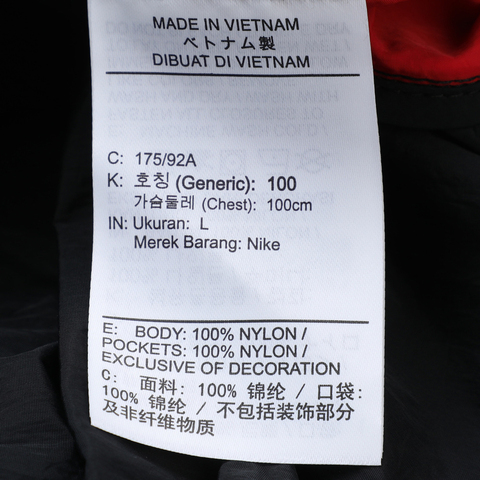 MADE IN VIETNAM
ベトナム製
DIBUAT DI VIETNAM
C: 175/92A
K: 호칭 (Generic): 100
가슴둘레 (Chest): 100cm
IN: Ukuran: L
Merek Barang: Nike
E: BODY: 100% NYLON /
POCKETS: 100% NYLON /
EXCLUSIVE OF DECORATION
C: 面料: 100% 锦纶 / 口袋:
100% 锦纶 / 不包括装饰部分
及非纤维物质